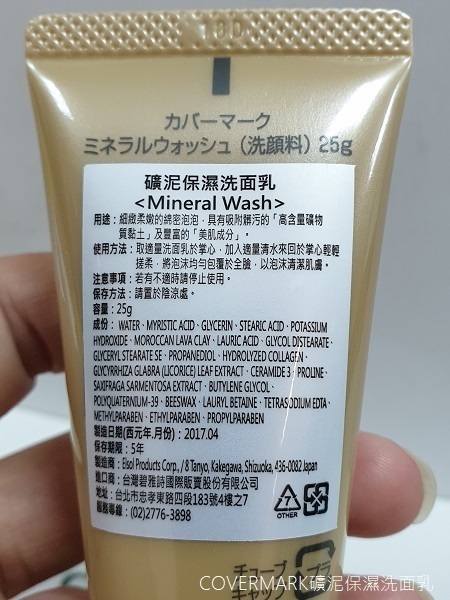 10D
カバーマーク
ミネラルウォッシュ（洗顔料）25g
礦泥保濕洗面乳
<Mineral Wash>
用途：細緻柔嫩的綿密泡泡，具有吸附髒污的「高含量礦物
質黏土」及豐富的「美肌成分」。
使用方法：取適量洗面乳於掌心，加入適量清水來回於掌心輕輕
搓柔，將泡沫均勻包覆於全臉，以泡沫清潔肌膚。
注意事項：若有不適時請停止使用。
保存方法：請置於陰涼處。
容量：25g
成份： WATER、MYRISTIC ACID、GLYCERIN、STEARIC ACID、POTASSIUM
HYDROXIDE、MOROCCAN LAVA CLAY、LAURIC ACID、GLYCOL DISTEARATE、
GLYCERYL STEARATE SE、PROPANEDIOL、HYDROLYZED COLLAGEN、
GLYCYRRHIZA GLABRA (LICORICE) LEAF EXTRACT、CERAMIDE 3、PROLINE、
SAXIFRAGA SARMENTOSA EXTRACT、BUTYLENE GLYCOL、
POLYQUATERNIUM-39、BEESWAX、LAURYL BETAINE、TETRASODIUM EDTA、
METHYLPARABEN、ETHYLPARABEN、PROPYLPARABEN
製造日期(西元年.月份)：2017.04
保存期限：5年
製造商：Elsol Products Corp., / 8 Tanyo, Kakegawa, Shizuoka, 436-0082 Japan
進口商：台灣碧雅詩國際販賣股份有限公司
地址：台北市忠孝東路四段183號4樓之7
服務專線：(02)2776-3898
7
OTHER
チューブ
キャップ
プラ
COVERMARK礦泥保濕洗面乳